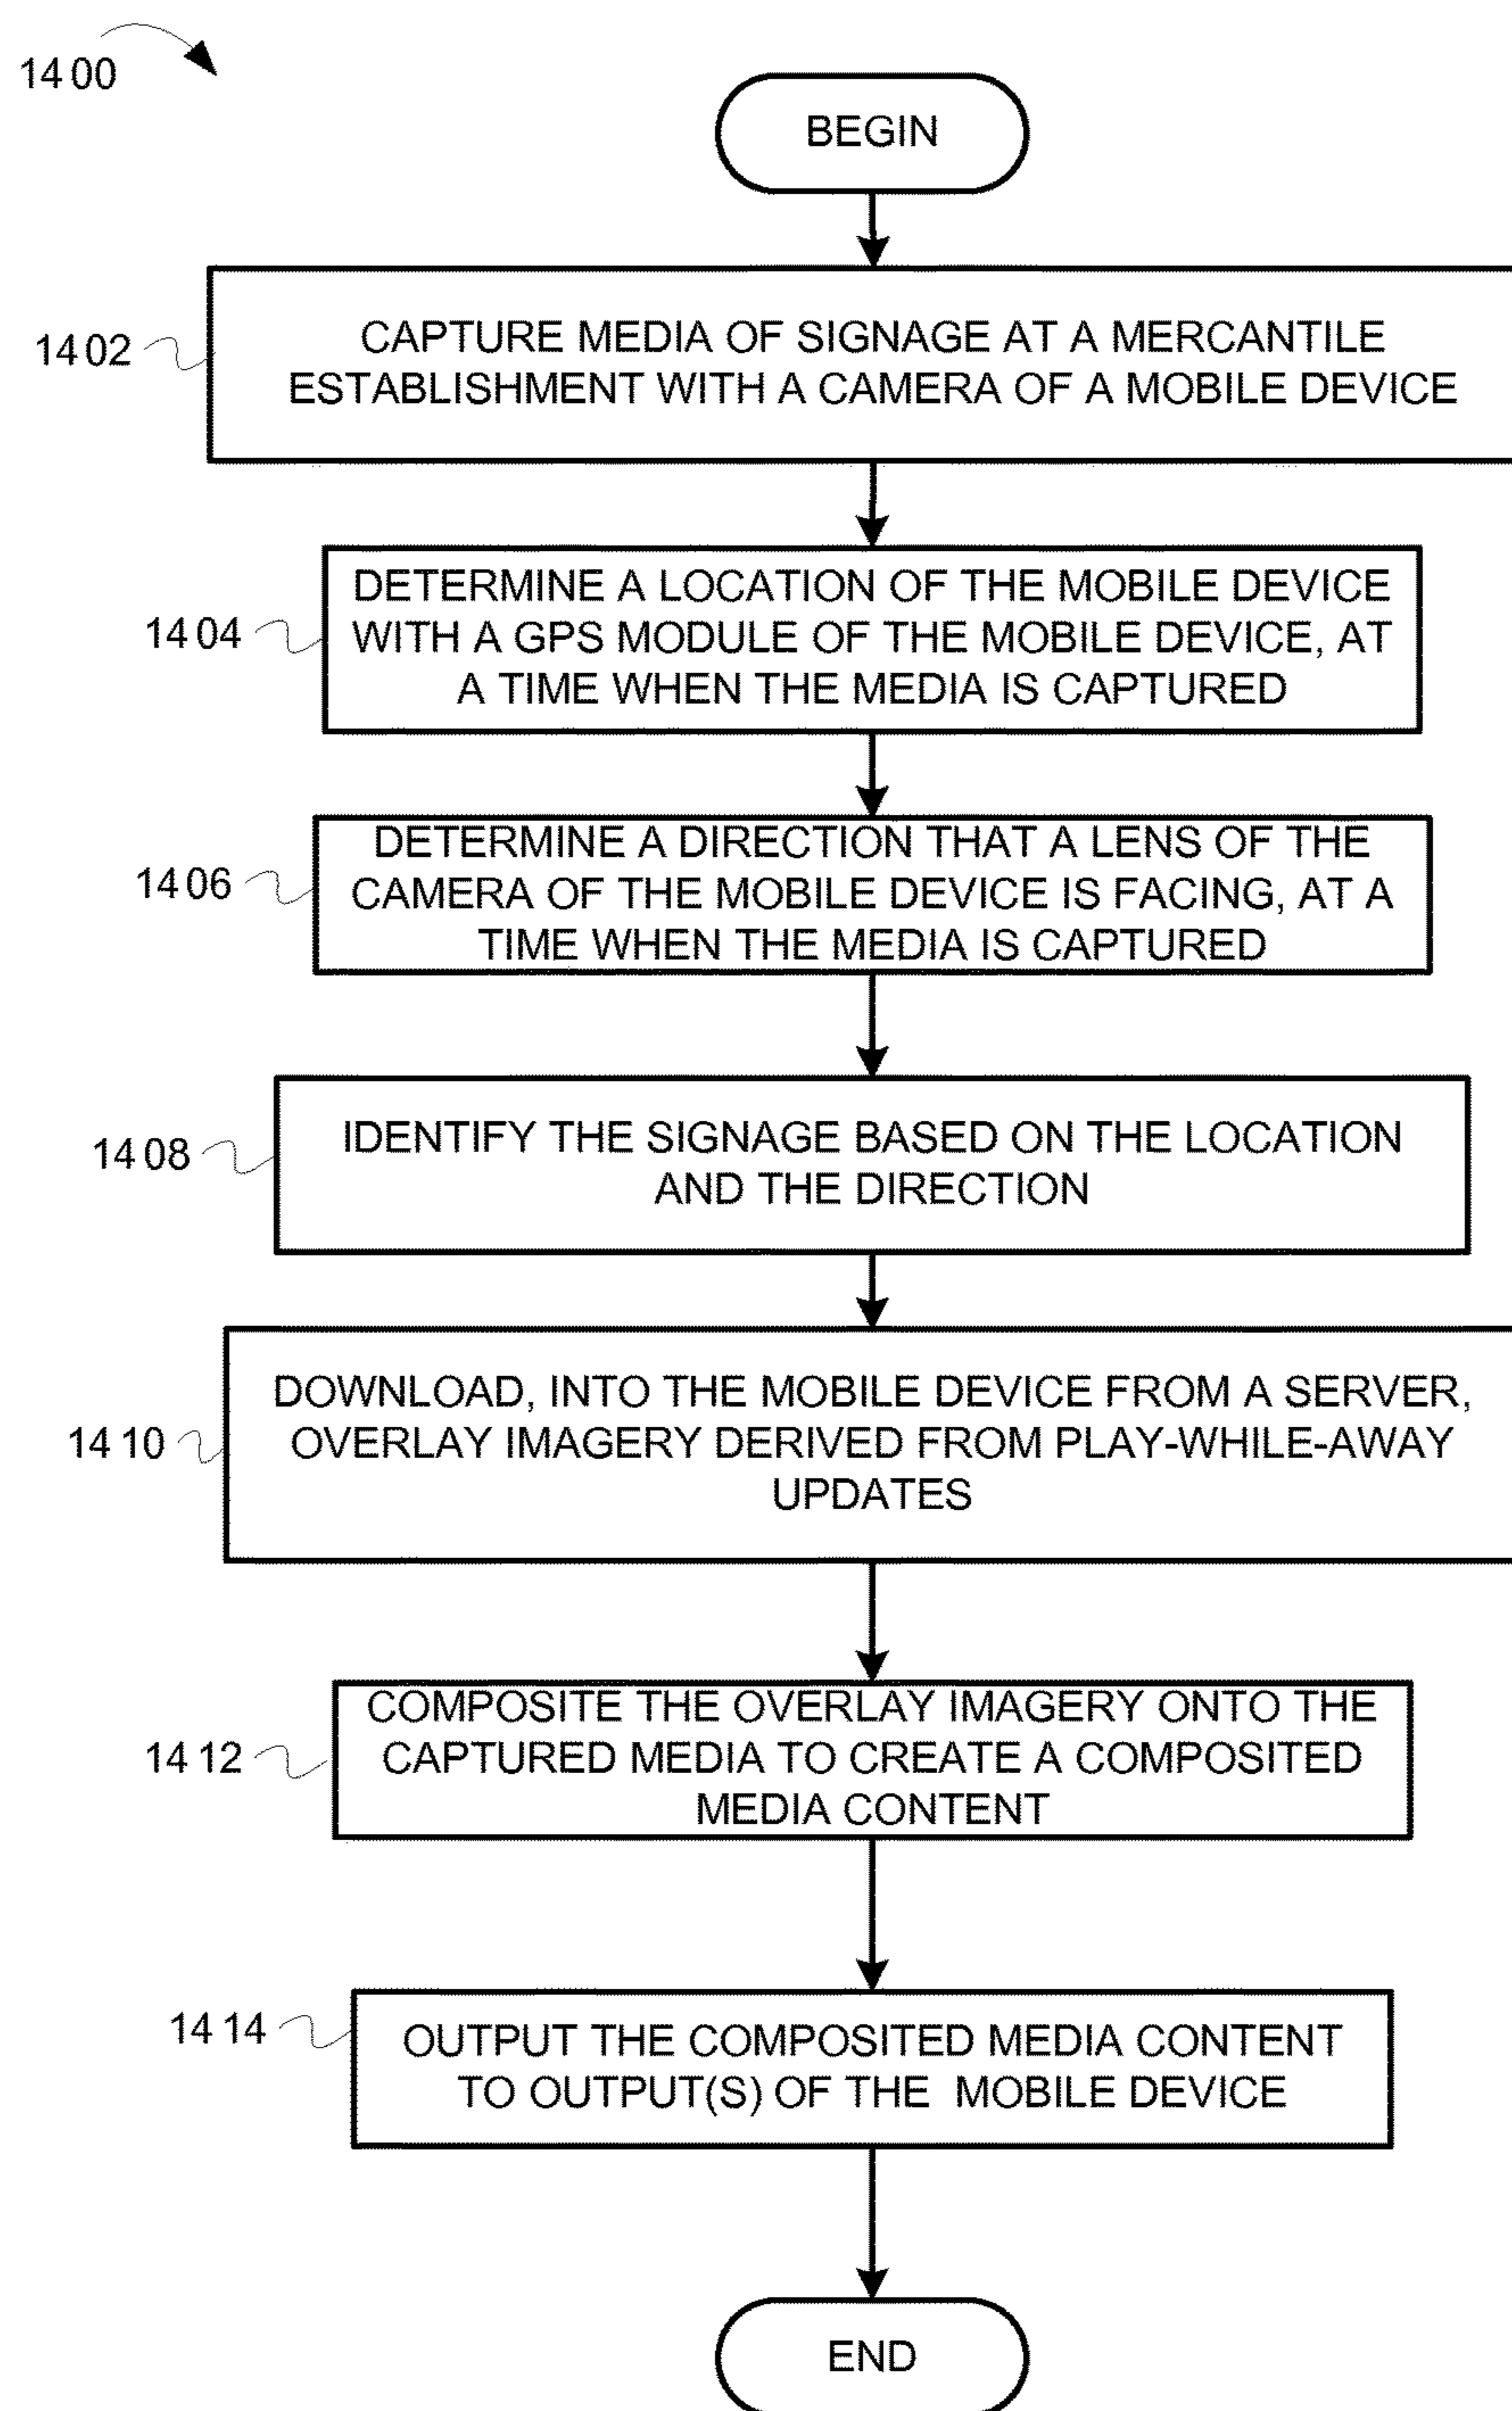 1400
BEGIN
1402
CAPTURE MEDIA OF SIGNAGE AT A MERCANTILE
ESTABLISHMENT WITH A CAMERA OF A MOBILE DEVICE
1404
DETERMINE A LOCATION OF THE MOBILE DEVICE
WITH A GPS MODULE OF THE MOBILE DEVICE, AT
A TIME WHEN THE MEDIA IS CAPTURED
1406
DETERMINE A DIRECTION THAT A LENS OF THE
CAMERA OF THE MOBILE DEVICE IS FACING, AT A
TIME WHEN THE MEDIA IS CAPTURED
1408
IDENTIFY THE SIGNAGE BASED ON THE LOCATION
AND THE DIRECTION
1410
DOWNLOAD, INTO THE MOBILE DEVICE FROM A SERVER,
OVERLAY IMAGERY DERIVED FROM PLAY-WHILE-AWAY
UPDATES
1412
COMPOSITE THE OVERLAY IMAGERY ONTO THE
CAPTURED MEDIA TO CREATE A COMPOSITED
MEDIA CONTENT
1414
OUTPUT THE COMPOSITED MEDIA CONTENT
TO OUTPUT(S) OF THE MOBILE DEVICE
END